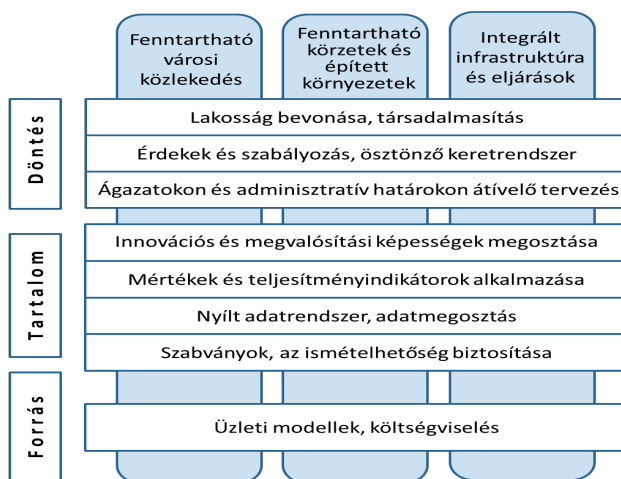 Fenntartható
városi
közlekedés
Fenntartható
körzetek és
épített
környezetek
Integrált
infrastruktúra
és eljárások
Döntés
Lakosság bevonása, társadalmasítás
Érdekek és szabályozás, ösztönző keretrendszer
Ágazatokon és adminisztratív határokon átívelő tervezés
Tartalom
Innovációs és megvalósítási képességek megosztása
Mértékek és teljesítményindikátorok alkalmazása
Nyílt adatrendszer, adatmegosztás
Szabványok, az ismételhetőség biztosítása
Forrás
Üzleti modellek, költségviselés